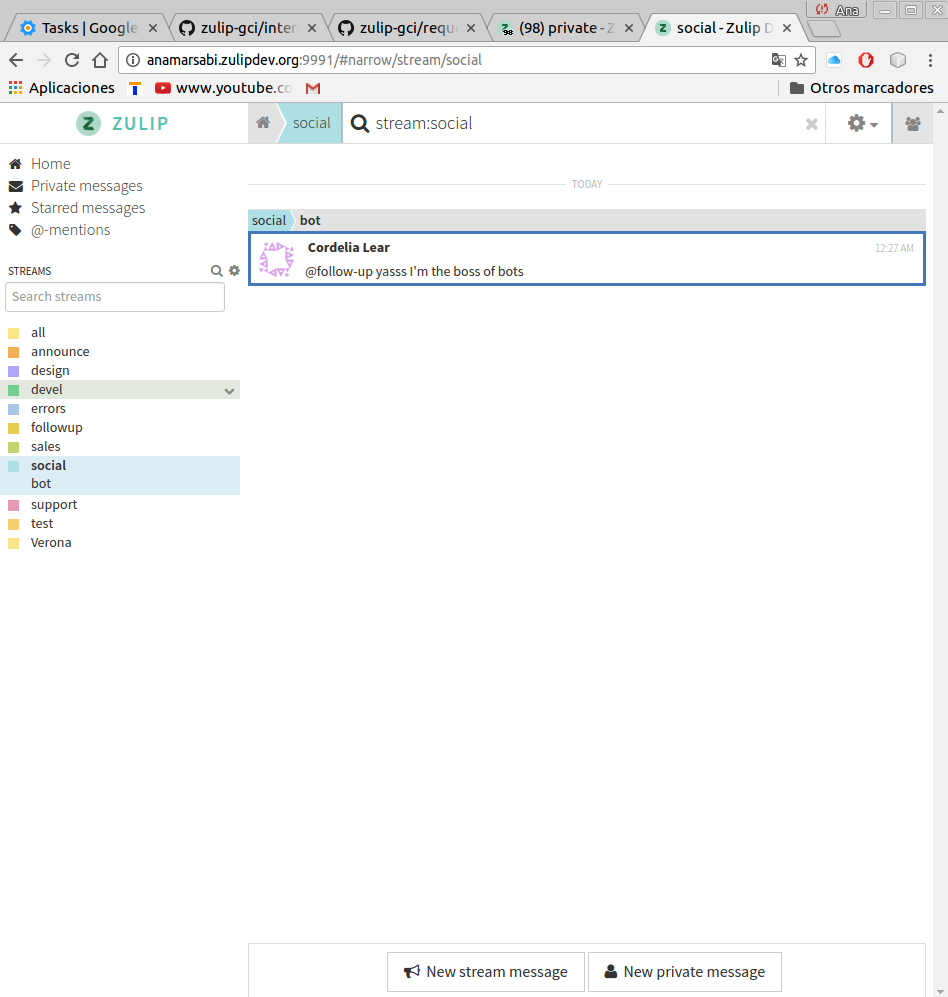 Ana
Tasks | Google
zulip-gci/inter
zulip-gci/requ
(98) private - Z
social - Zulip D
anamarsabi.zulipdev.org:9991/#narrow/stream/social
Aplicaciones
www.youtube.co
Otros marcadores
ZULIP
social
stream:social
Home
Private messages
Starred messages
@-mentions
STREAMS
Search streams
all
announce
design
devel
errors
followup
sales
social
bot
support
test
Verona
TODAY
social bot
Cordelia Lear 12:27 AM
@follow-up yasss I'm the boss of bots
New stream message
New private message